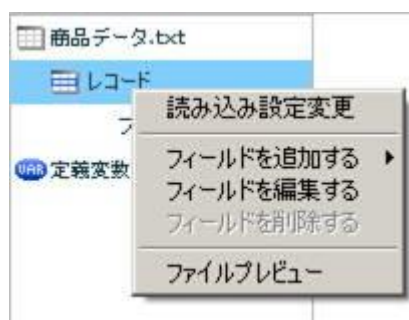 商品データ.txt
レコード
フ
定義変数
VAR
読み込み設定変更
フィールドを追加する
フィールドを編集する
フィールドを削除する
ファイルプレビュー